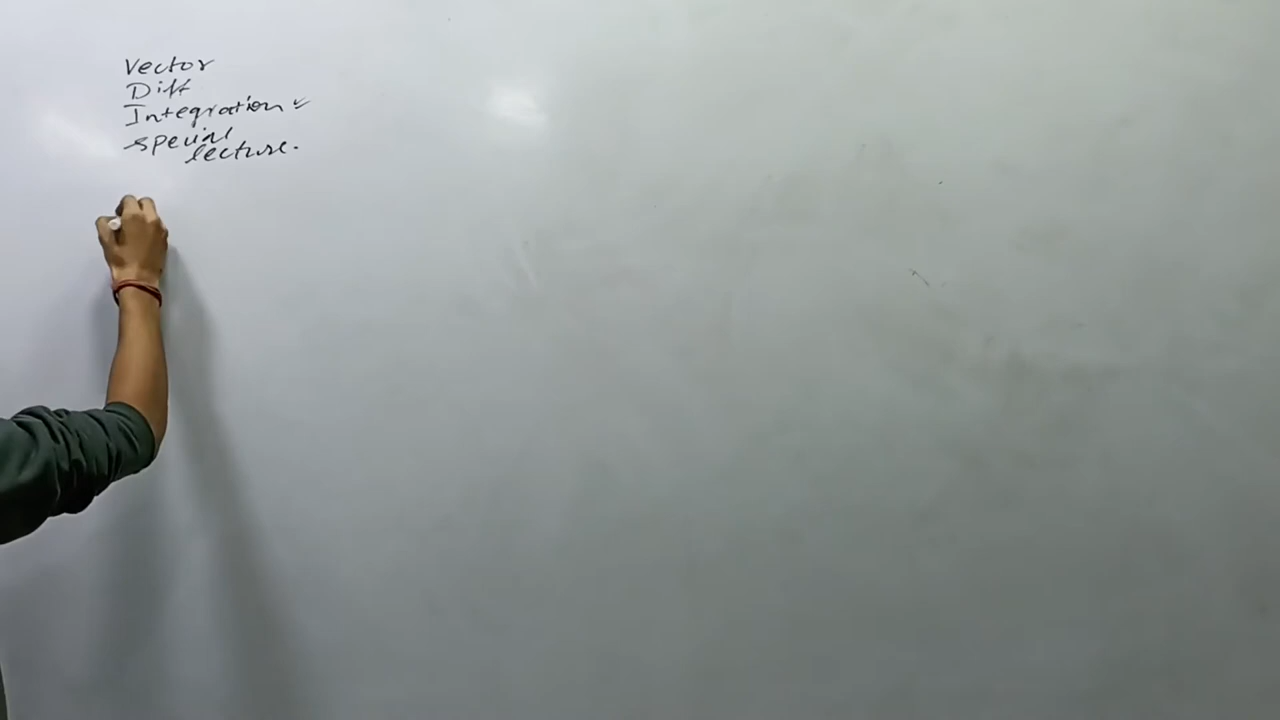 Vector
Diff
Integration ✓
special
lecture.